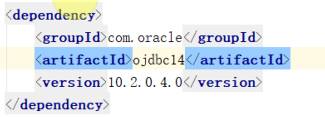 <dependency>
<groupId>com.oracle</groupId>
<artifactId>ojdbc14</artifactId>
<version>10.2.0.4.0</version>
</dependency>